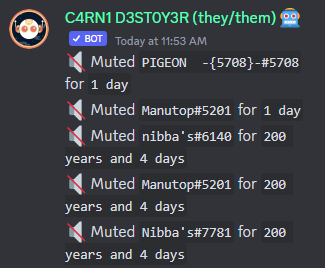 C4RN1 D3ST0Y3R (they/them)
✓ BOT Today at 11:53 AM
Muted PIGEON  -{5708}-#5708
for 1 day
Muted Manutop#5201 for 1 day
Muted nibba's#6140 for 200
years and 4 days
Muted Manutop#5201 for 200
years and 4 days
Muted Nibba's#7781 for 200
years and 4 days